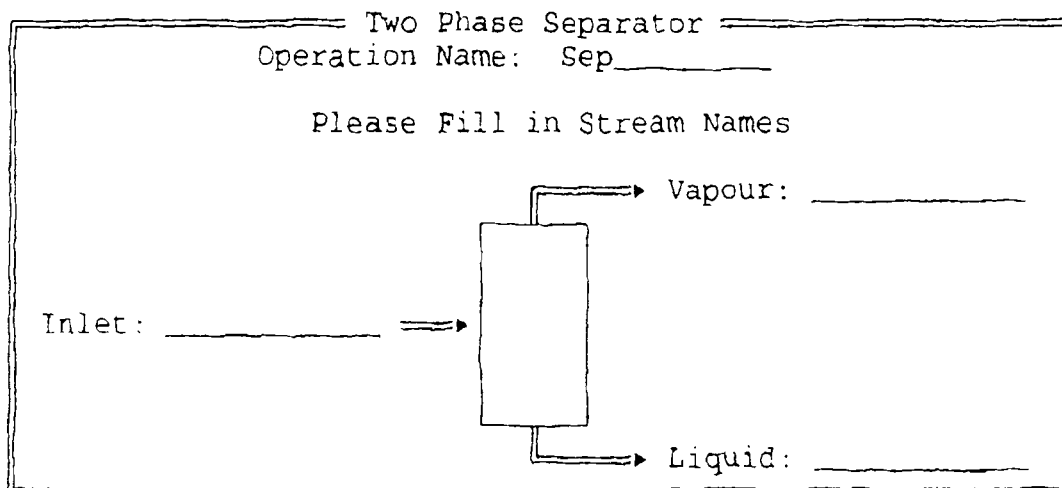 Two Phase Separator
Operation Name: Sep
Please Fill in Stream Names
Vapour:
Inlet:
Liquid: